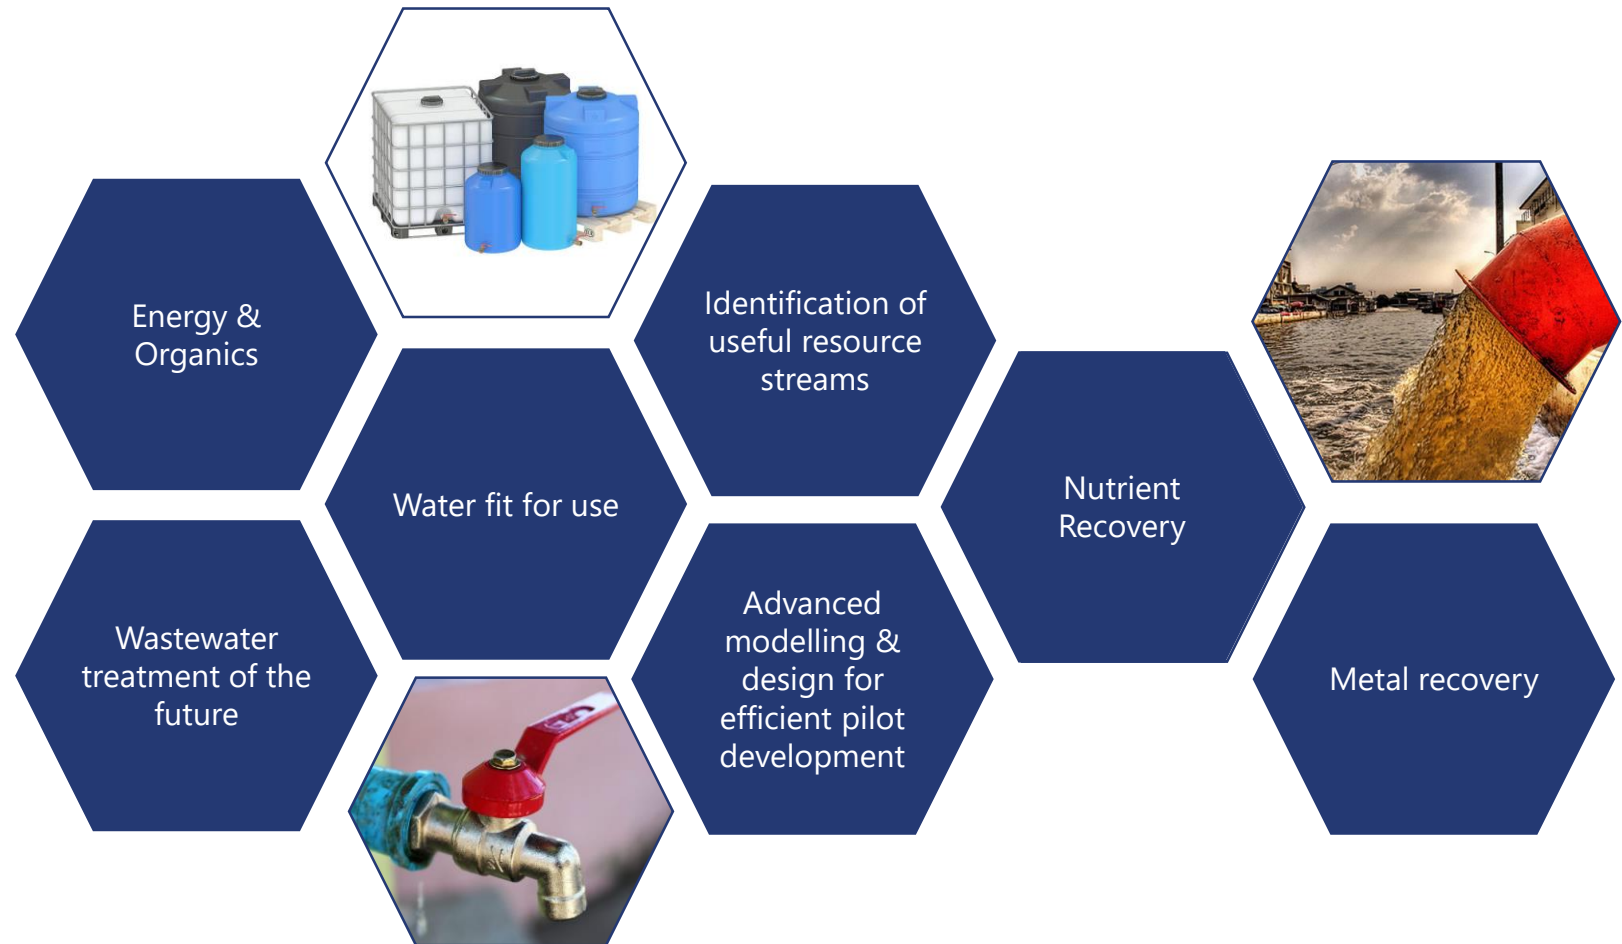 Energy &
Organics
Wastewater
treatment of the
future
Water fit for use
Identification of
useful resource
streams
Advanced
modelling &
design for
efficient pilot
development
Nutrient
Recovery
Metal recovery